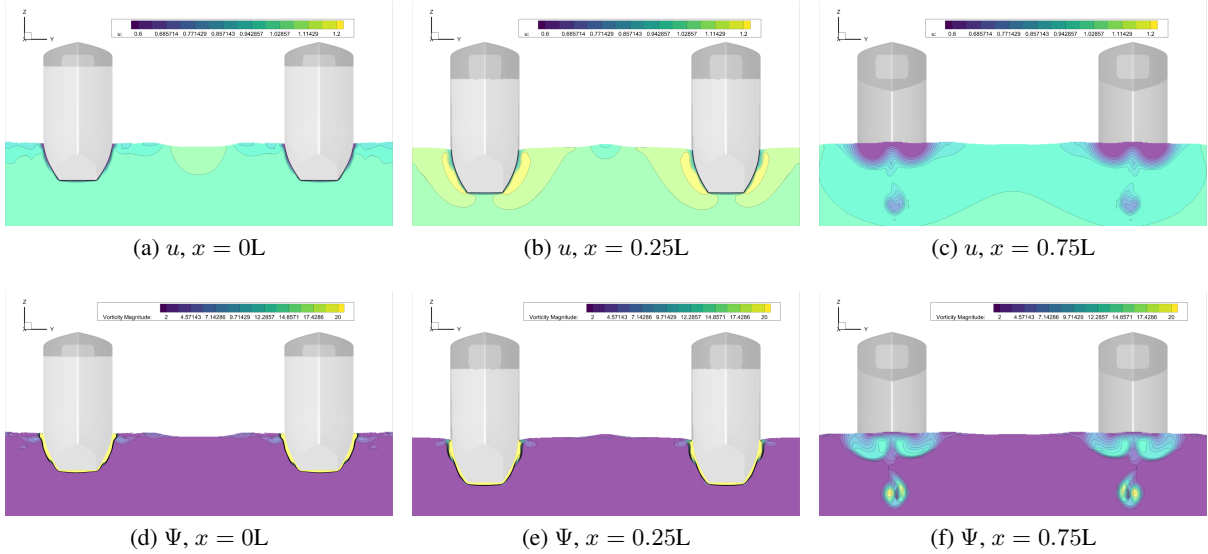 Z
X Y
u: 0.6 0.685714 0.771429 0.857143 0.942857 1.02857 1.11429 1.2
Z
X Y
u: 0.6 0.685714 0.771429 0.857143 0.942857 1.02857 1.11429 1.2
Z
X Y
u: 0.6 0.685714 0.771429 0.857143 0.942857 1.02857 1.11429 1.2
(a) u, x = 0L
(b) u, x = 0.25L
(c) u, x = 0.75L
Z
X Y
Vorticity Magnitude: 2 4.57143 7.14286 9.71429 12.2857 14.8571 17.4286 20
Z
X Y
Vorticity Magnitude: 2 4.57143 7.14286 9.71429 12.2857 14.8571 17.4286 20
Z
X Y
Vorticity Magnitude: 2 4.57143 7.14286 9.71429 12.2857 14.8571 17.4286 20
(d) Ψ, x = 0L
(e) Ψ, x = 0.25L
(f) Ψ, x = 0.75L